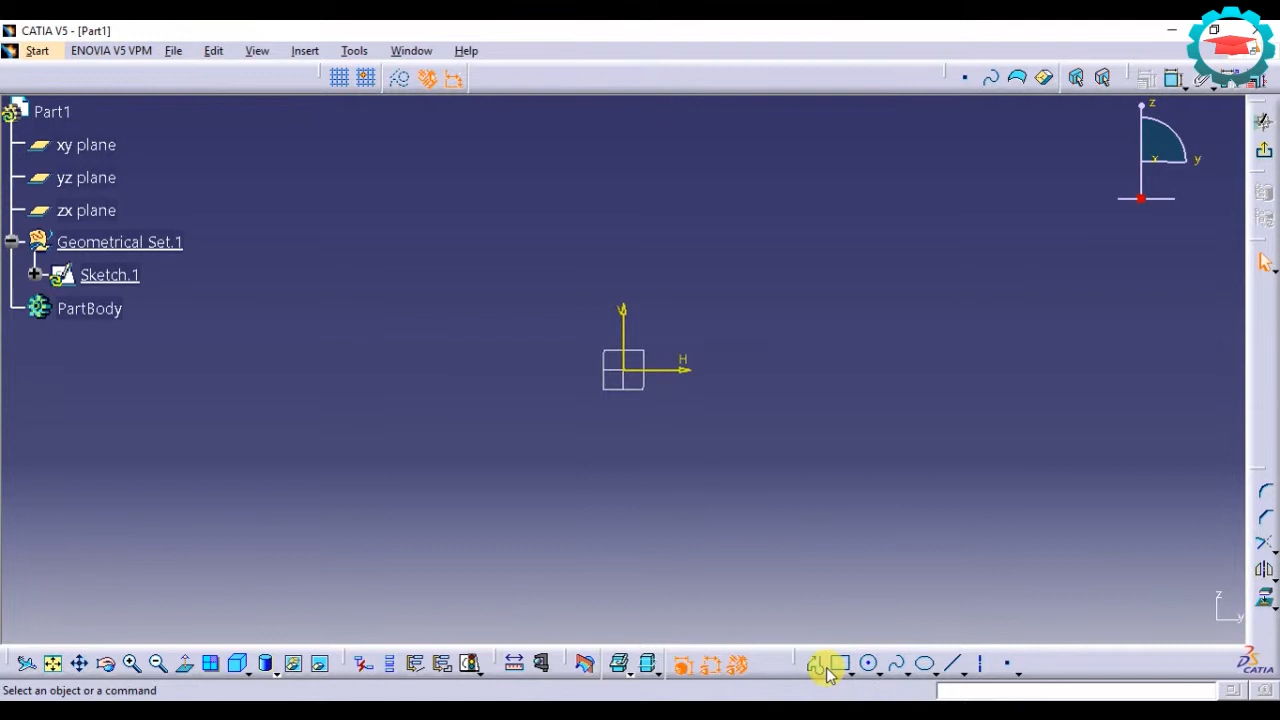 CATIA V5 - [Part1]
Start ENOVIA V5 VPM File Edit View Insert Tools Window Help
Part1
xy plane
yz plane
zx plane
Geometrical Set.1
Sketch.1
PartBody
z
x
y
V
H
z
y
Select an object or a command
CATIA